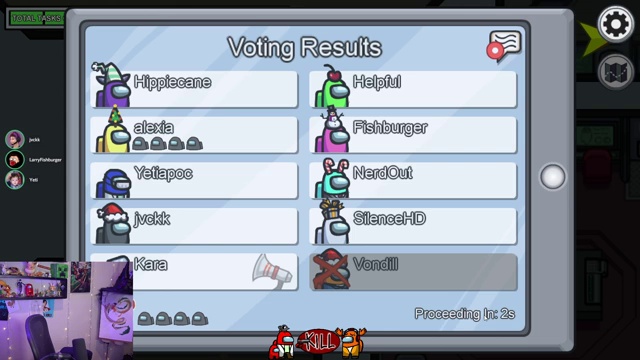 TOTAL TASKS
Voting Results
Hippiecane
Helpful
alexia
Fishburger
Yetiapoc
NerdOut
jvckk
SilenceHD
Kara
Vondill
Proceeding In: 2s
jvckk
LarryFishburger
Yeti
KILL